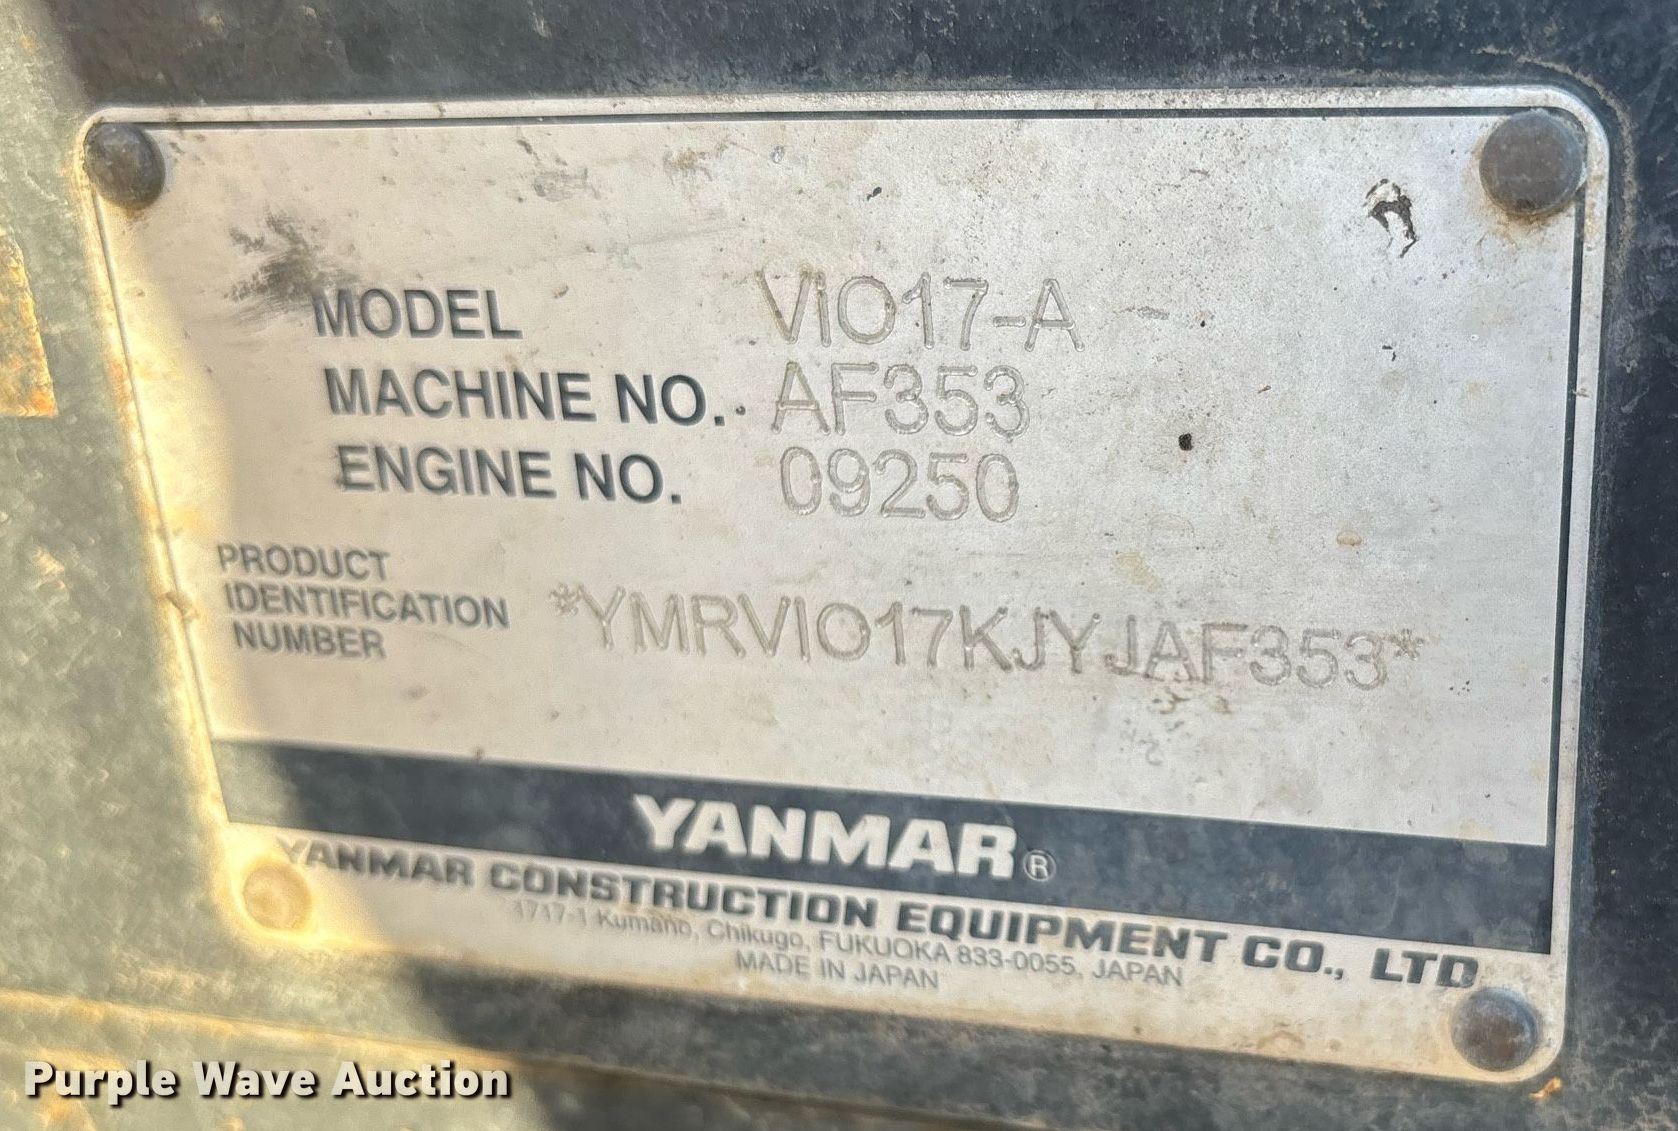 MODEL VIO17-A
MACHINE NO. AF353
ENGINE NO. 09250
PRODUCT
IDENTIFICATION
NUMBER *YMRVIO17KJYJAF353*
YANMAR®
YANMAR CONSTRUCTION EQUIPMENT CO., LTD
1717-1 Kumano, Chikugo, FUKUOKA 833-0055, JAPAN
MADE IN JAPAN
Purple Wave Auction